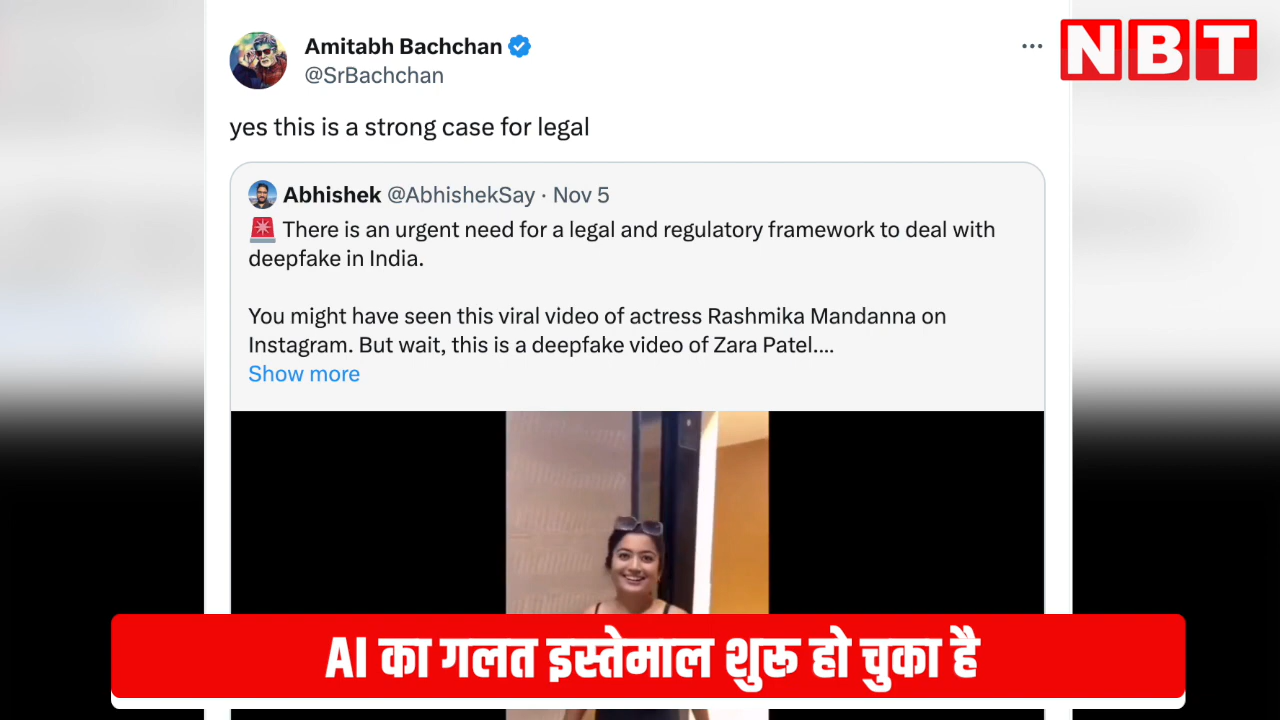 Amitabh Bachchan
@SrBachchan
NBT
yes this is a strong case for legal
Abhishek @AbhishekSay · Nov 5
🚨 There is an urgent need for a legal and regulatory framework to deal with
deepfake in India.
You might have seen this viral video of actress Rashmika Mandanna on
Instagram. But wait, this is a deepfake video of Zara Patel....
Show more
AI का गलत इस्तेमाल शुरू हो चुका है